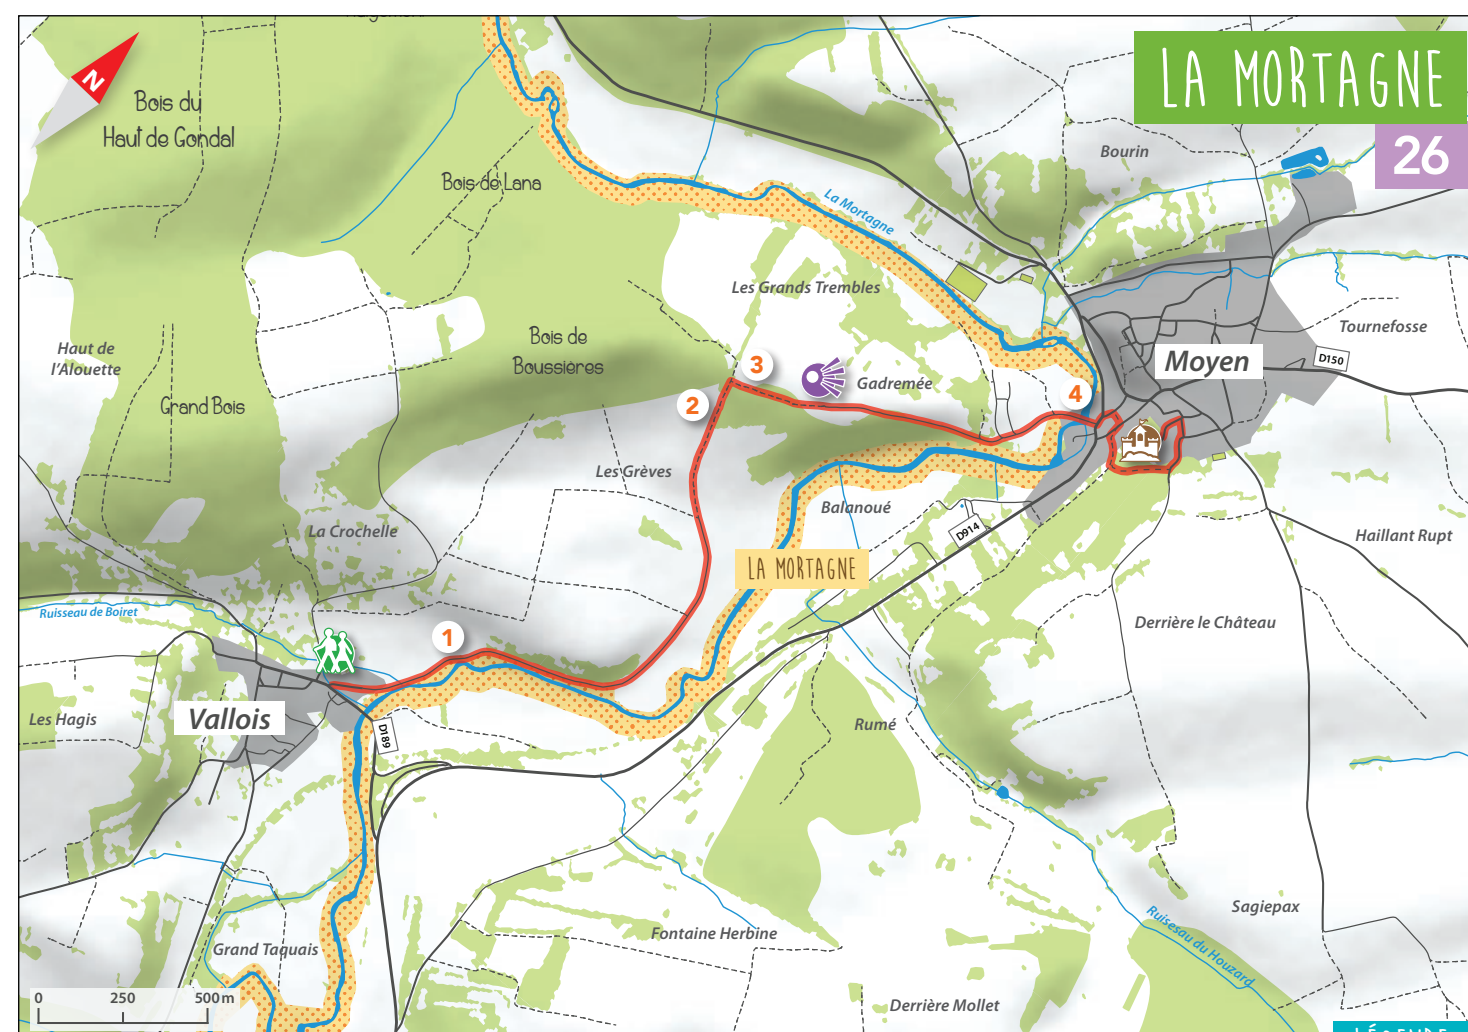 LA MORTAGNE
26
N
Bois du
Haut de Gondal
Bois de Lana
Bourin
La Mortagne
Les Grands Trembles
Tournefosse
D150
Moyen
Haut de
l'Alouette
Bois de
Boussières
3
Gadremée
4
2
Grand Bois
Les Grèves
Balanoué
La Crochelle
D914
Haillant Rupt
LA MORTAGNE
Ruisseau de Boiret
1
Derrière le Château
Les Hagis
Vallois
D189
Rumé
Sagiepax
Fontaine Herbine
Ruisseau du Houzard
Grand Taquais
Derrière Mollet
0 250 500 m